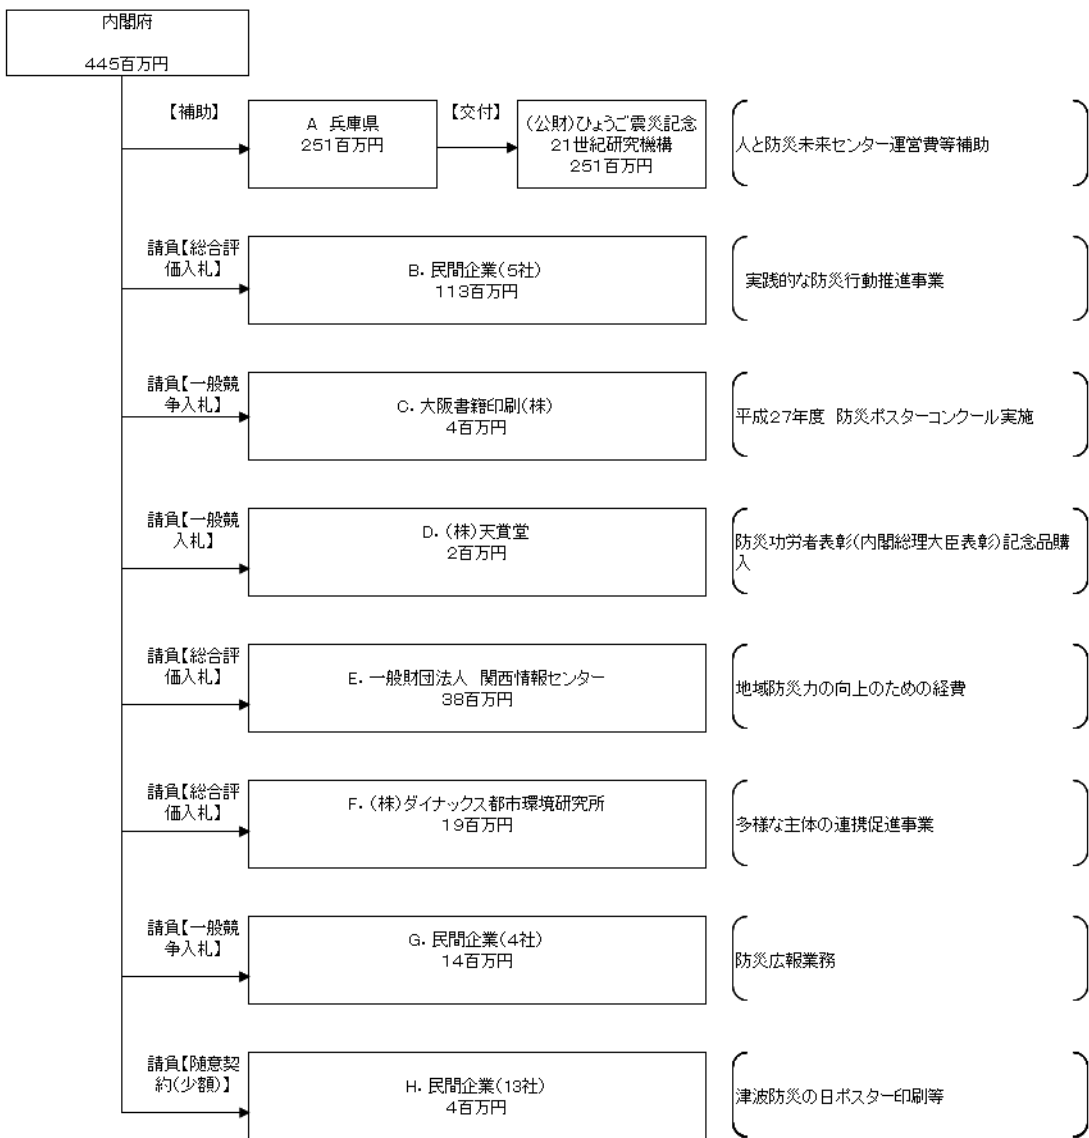 内閣府
445百万円
【補助】
A 兵庫県
251百万円
【交付】
(公財)ひょうご震災記念
21世紀研究機構
251百万円
人と防災未来センター運営費等補助
請負【総合評
価入札】
B. 民間企業(5社)
113百万円
実践的な防災行動推進事業
請負【一般競
争入札】
C. 大阪書籍印刷(株)
4百万円
平成27年度 防災ポスターコンクール実施
請負【一般競
入札】
D. (株)天賞堂
2百万円
防災功労者表彰(内閣総理大臣表彰)記念品購
入
請負【総合評
価入札】
E. 一般財団法人 関西情報センター
38百万円
地域防災力の向上のための経費
請負【総合評
価入札】
F. (株)ダイナックス都市環境研究所
19百万円
多様な主体の連携促進事業
請負【一般競
争入札】
G. 民間企業(4社)
14百万円
防災広報業務
請負【随意契
約(少額)】
H. 民間企業(13社)
4百万円
津波防災の日ポスター印刷等